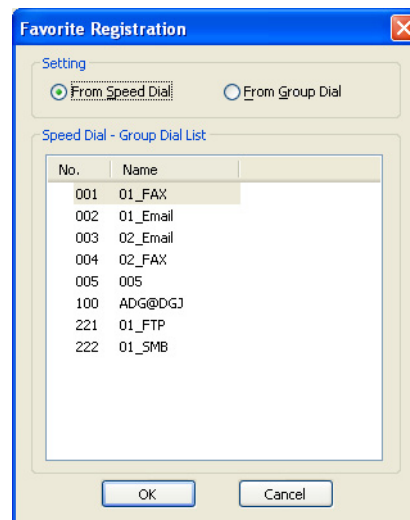 Favorite Registration
Setting
From Speed Dial From Group Dial
Speed Dial - Group Dial List
No. Name
001 01_FAX
002 01_Email
003 02_Email
004 02_FAX
005 005
100 ADG@DGJ
221 01_FTP
222 01_SMB
OK Cancel